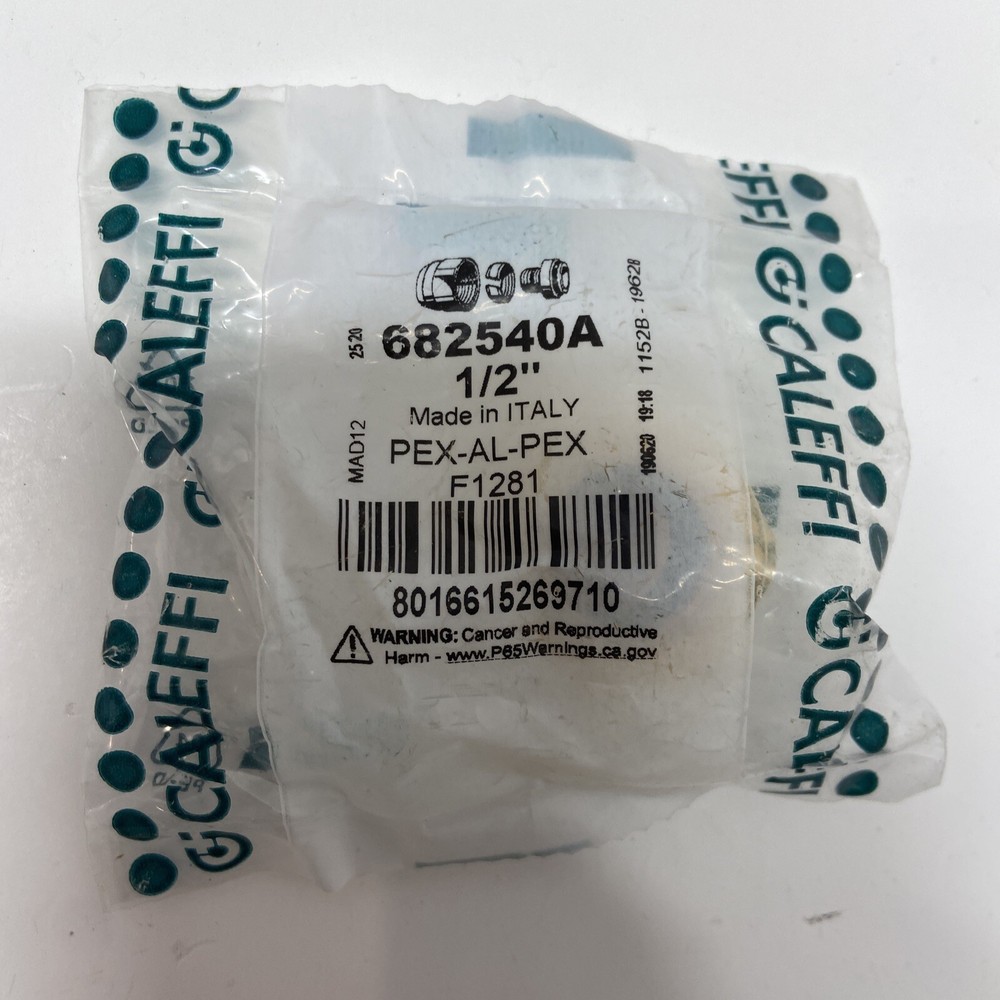 CALEFFI
CALEFFI
682540A
1/2"
Made in ITALY
PEX-AL-PEX
F1281
8016615269710
WARNING: Cancer and Reproductive
Harm - www.P65Warnings.ca.gov
MAD12 2520
190620 19:18 1152B - 19628
EFFI
CALEFFI
CALEFFI